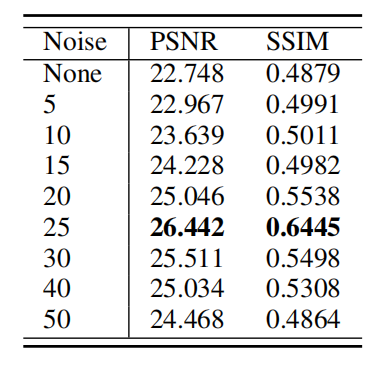 Noise PSNR SSIM
None 22.748 0.4879
5 22.967 0.4991
10 23.639 0.5011
15 24.228 0.4982
20 25.046 0.5538
25 26.442 0.6445
30 25.511 0.5498
40 25.034 0.5308
50 24.468 0.4864